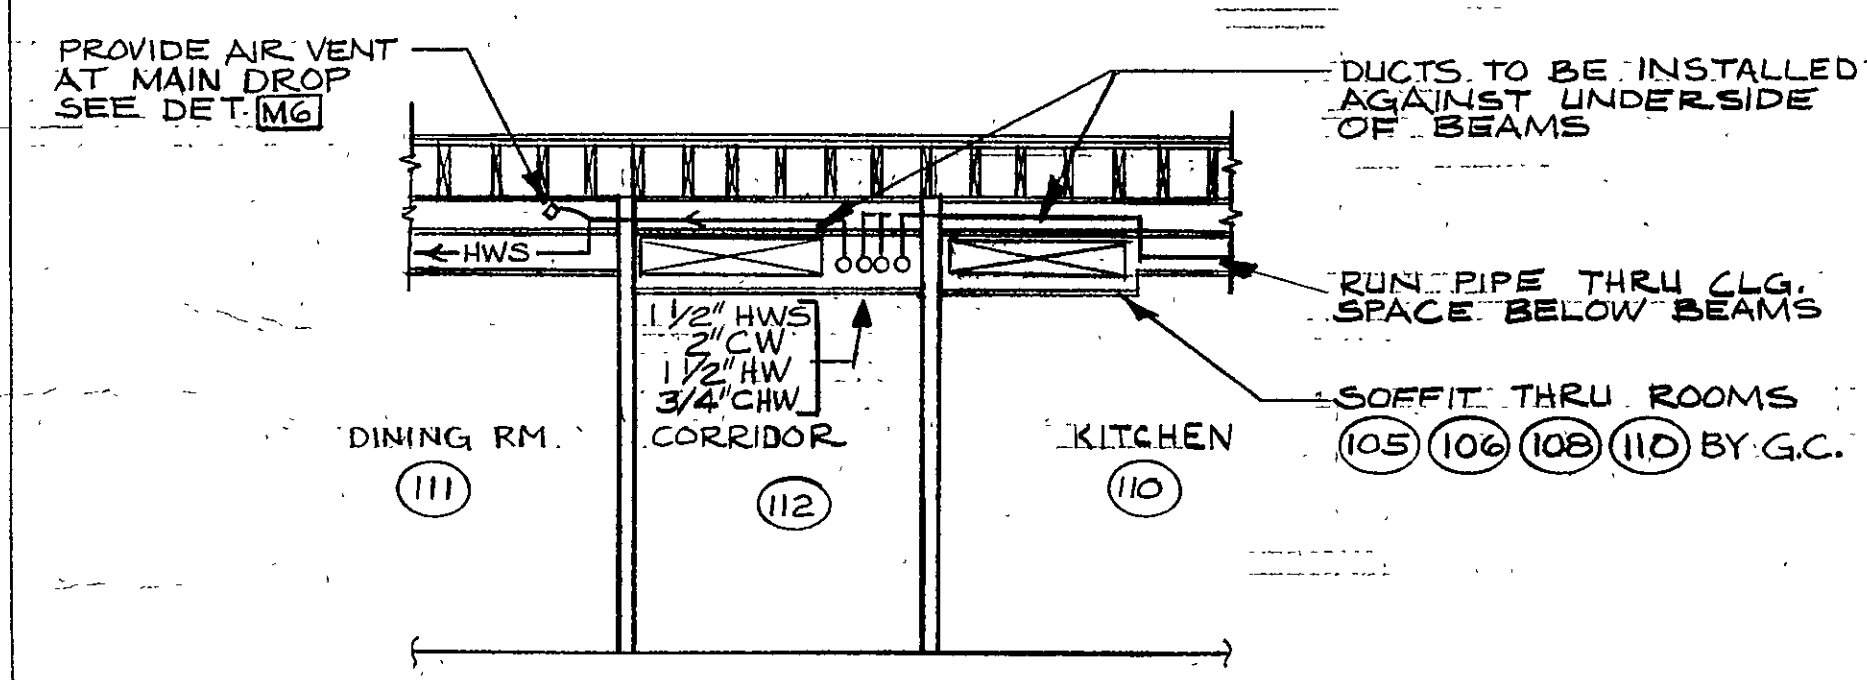 PROVIDE AIR VENT
AT MAIN DROP
SEE DET. M6
DUCTS TO BE INSTALLED
AGAINST UNDERSIDE
OF BEAMS
HWS
RUN PIPE THRU CLG.
SPACE BELOW BEAMS
1 1/2" HWS
2" CW
1 1/2" HW
3/4" CHW
SOFFIT THRU ROOMS
105 106 108 110 BY G.C.
DINING RM.
111
CORRIDOR
112
KITCHEN
110